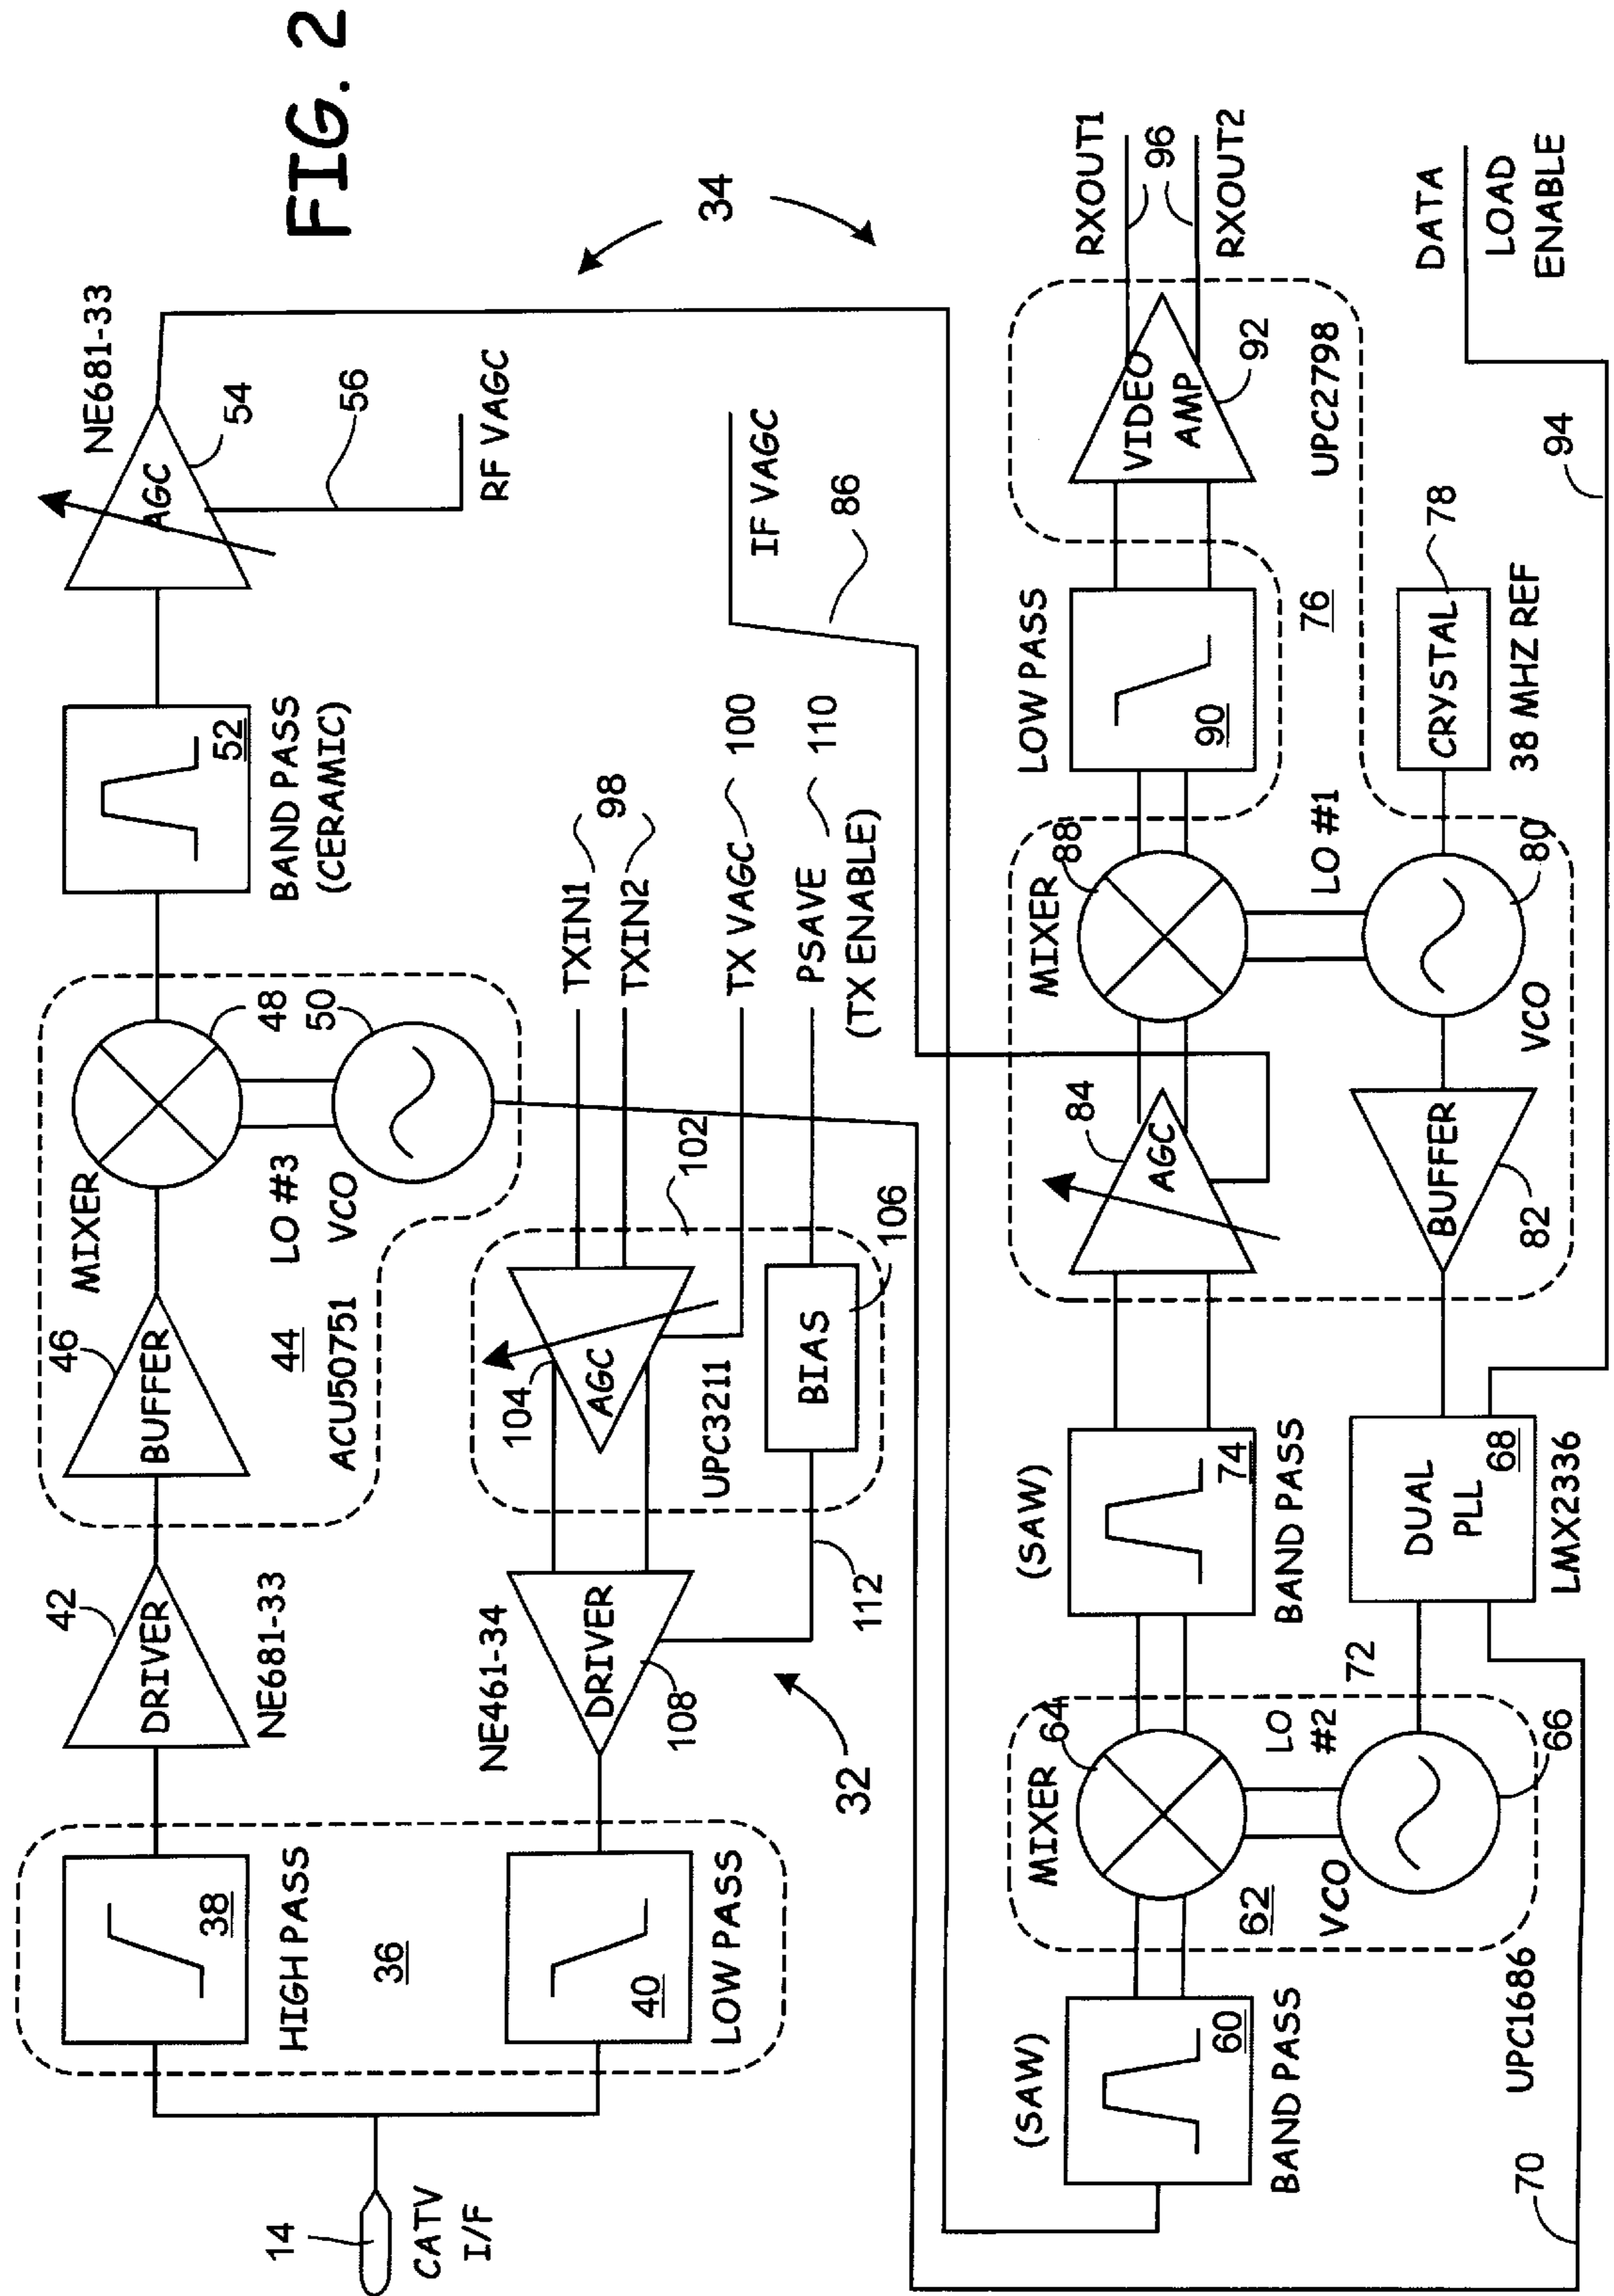 FIG. 2
HIGH PASS
38
36
40
LOW PASS
14
CATV
I/F
42
DRIVER
NE681-33
46
BUFFER
44
ACU50751
MIXER
48
LO #3
VCO
50
52
BAND PASS
(CERAMIC)
NE681-33
AGC
54
56
RF VAGC
34
NE461-34
DRIVER
108
32
112
104
AGC
UPC3211
BIAS
102
106
TXIN1
TXIN2
98
TX VAGC
100
PSAVE
(TX ENABLE)
110
IF VAGC
86
(SAW)
60
BAND PASS
MIXER
64
62
LO
#2
VCO
66
UPC1686
72
70
(SAW)
74
BAND PASS
DUAL
PLL
68
LMX2336
84
AGC
BUFFER
82
MIXER
88
LO #1
VCO
80
LOW PASS
90
76
CRYSTAL
78
38 MHZ REF
VIDEO
AMP
92
UPC2798
RXOUT1
96
RXOUT2
94
DATA
LOAD
ENABLE